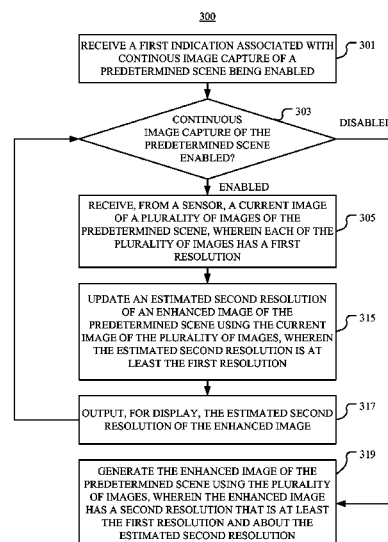 300
RECEIVE A FIRST INDICATION ASSOCIATED WITH
CONTINOUS IMAGE CAPTURE OF A
PREDETERMINED SCENE BEING ENABLED
301
303
CONTINUOUS
IMAGE CAPTURE OF THE
PREDETERMINED SCENE
ENABLED?
DISABLED
ENABLED
RECEIVE, FROM A SENSOR, A CURRENT IMAGE
OF A PLURALITY OF IMAGES OF THE
PREDETERMINED SCENE, WHEREIN EACH OF THE
PLURALITY OF IMAGES HAS A FIRST
RESOLUTION
305
UPDATE AN ESTIMATED SECOND RESOLUTION
OF AN ENHANCED IMAGE OF THE
PREDETERMINED SCENE USING THE CURRENT
IMAGE OF THE PLURALITY OF IMAGES, WHEREIN
THE ESTIMATED SECOND RESOLUTION IS AT
LEAST THE FIRST RESOLUTION
315
OUTPUT, FOR DISPLAY, THE ESTIMATED SECOND
RESOLUTION OF THE ENHANCED IMAGE
317
319
GENERATE THE ENHANCED IMAGE OF THE
PREDETERMINED SCENE USING THE PLURALITY
OF IMAGES, WHEREIN THE ENHANCED IMAGE
HAS A SECOND RESOLUTION THAT IS AT LEAST
THE FIRST RESOLUTION AND ABOUT THE
ESTIMATED SECOND RESOLUTION